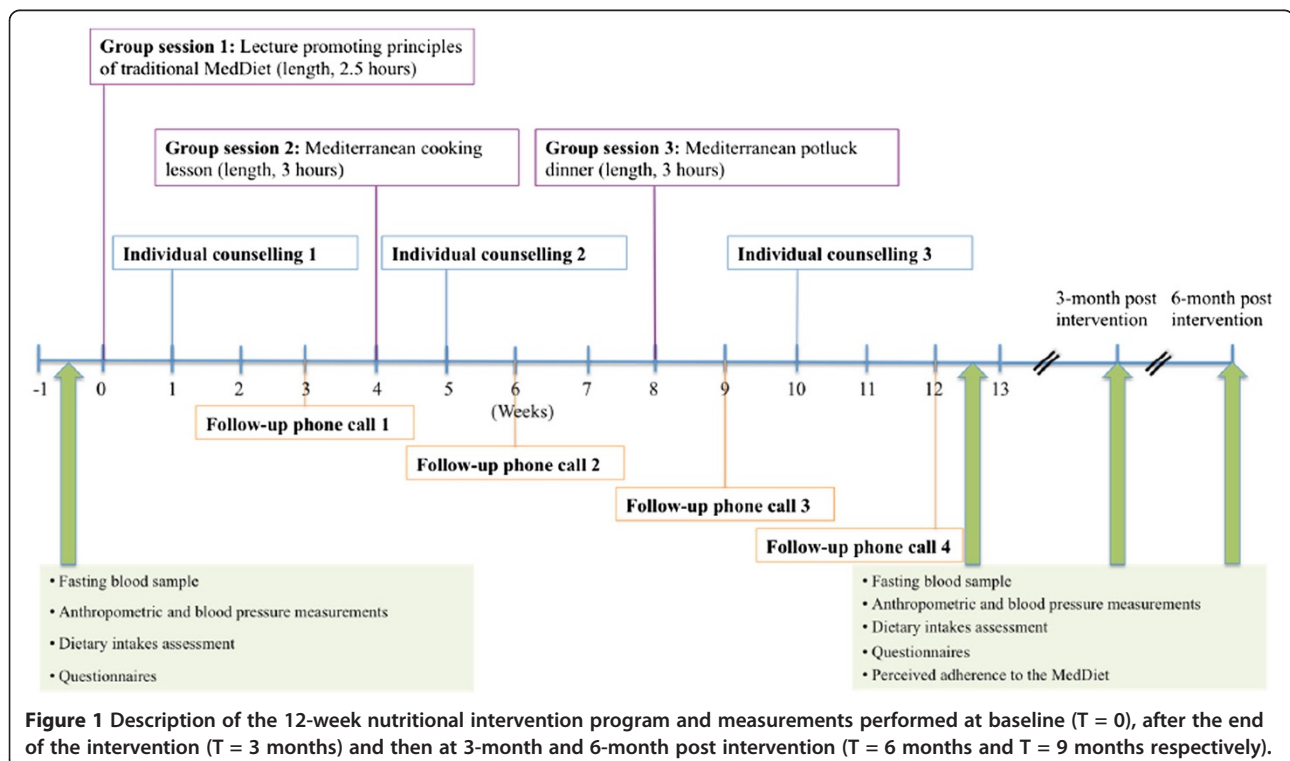 Group session 1: Lecture promoting principles
of traditional MedDiet (length, 2.5 hours)
Group session 2: Mediterranean cooking
lesson (length, 3 hours)
Group session 3: Mediterranean potluck
dinner (length, 3 hours)
Individual counselling 1
Individual counselling 2
Individual counselling 3
3-month post
intervention
6-month post
intervention
-1 0 1 2 3 4 5 6 7 8 9 10 11 12 13
(Weeks)
Follow-up phone call 1
Follow-up phone call 2
Follow-up phone call 3
Follow-up phone call 4
• Fasting blood sample
• Anthropometric and blood pressure measurements
• Dietary intakes assessment
• Questionnaires
• Fasting blood sample
• Anthropometric and blood pressure measurements
• Dietary intakes assessment
• Questionnaires
• Perceived adherence to the MedDiet
Figure 1 Description of the 12-week nutritional intervention program and measurements performed at baseline (T = 0), after the end
of the intervention (T = 3 months) and then at 3-month and 6-month post intervention (T = 6 months and T = 9 months respectively).